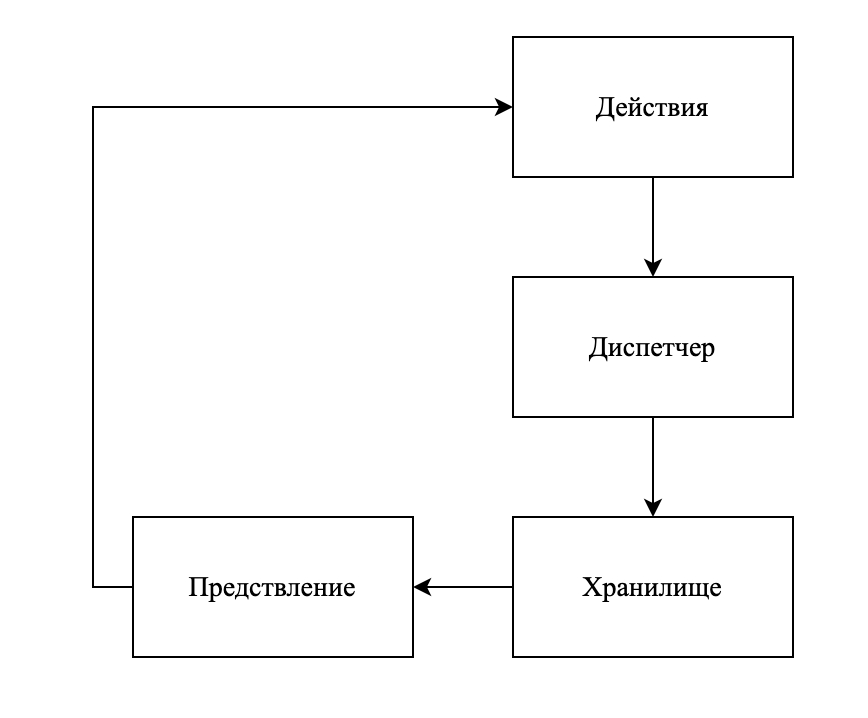 Действия
Диспетчер
Предствление
Хранилище